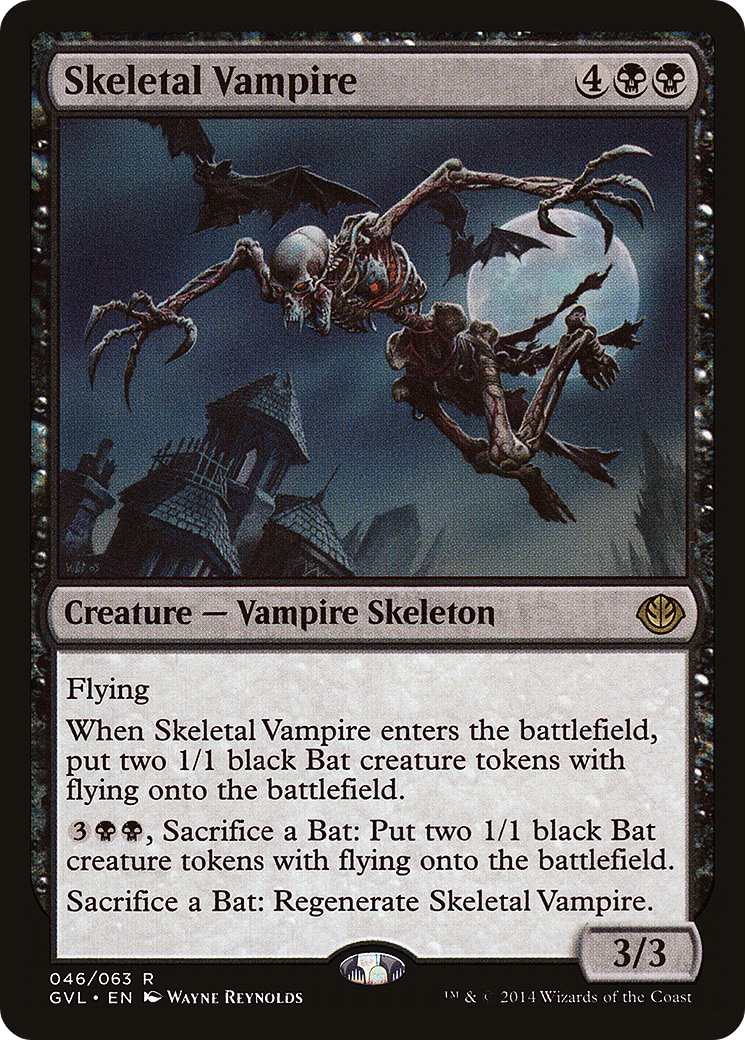 Skeletal Vampire 4
Creature — Vampire Skeleton
Flying
When Skeletal Vampire enters the battlefield,
put two 1/1 black Bat creature tokens with
flying onto the battlefield.
3, Sacrifice a Bat: Put two 1/1 black Bat
creature tokens with flying onto the battlefield.
Sacrifice a Bat: Regenerate Skeletal Vampire.
3/3
046/063 R
GVL • EN Wayne Reynolds
™ & © 2014 Wizards of the Coast